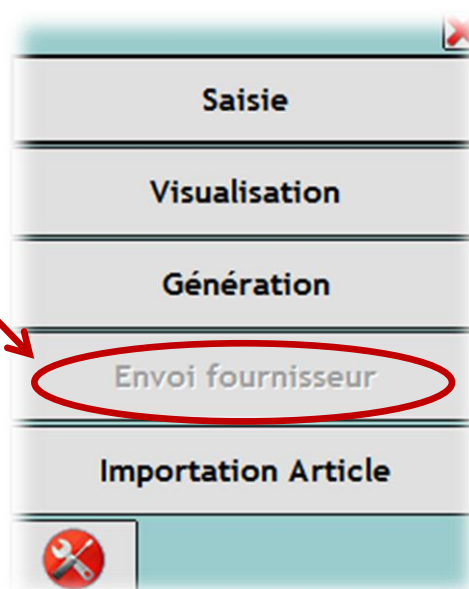 Saisie
Visualisation
Génération
Envoi fournisseur
Importation Article